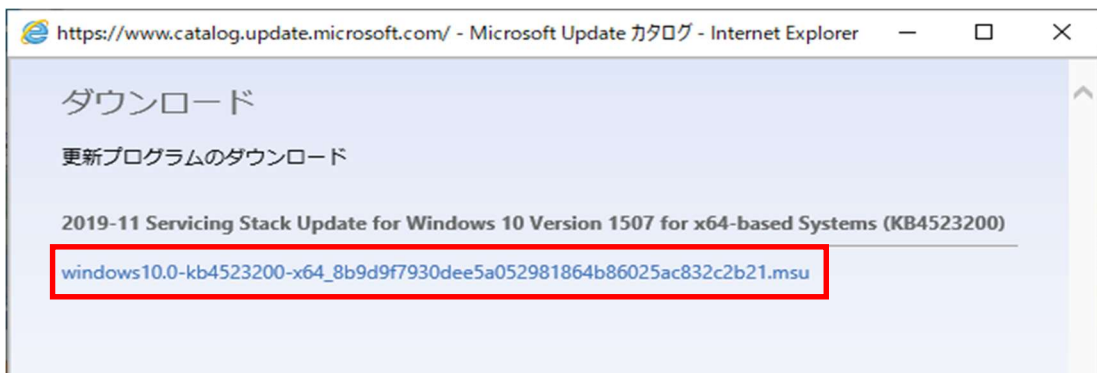 https://www.catalog.update.microsoft.com/ - Microsoft Update カタログ - Internet Explorer
ダウンロード
更新プログラムのダウンロード
2019-11 Servicing Stack Update for Windows 10 Version 1507 for x64-based Systems (KB4523200)
windows10.0-kb4523200-x64_8b9d9f7930dee5a052981864b86025ac832c2b21.msu